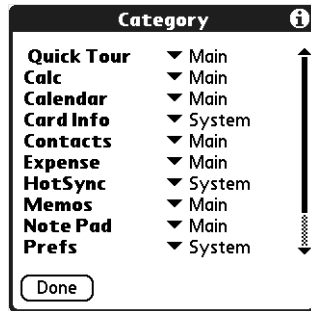 Category
Quick Tour Main
Calc Main
Calendar Main
Card Info System
Contacts Main
Expense Main
HotSync System
Memos Main
Note Pad Main
Prefs System
Done